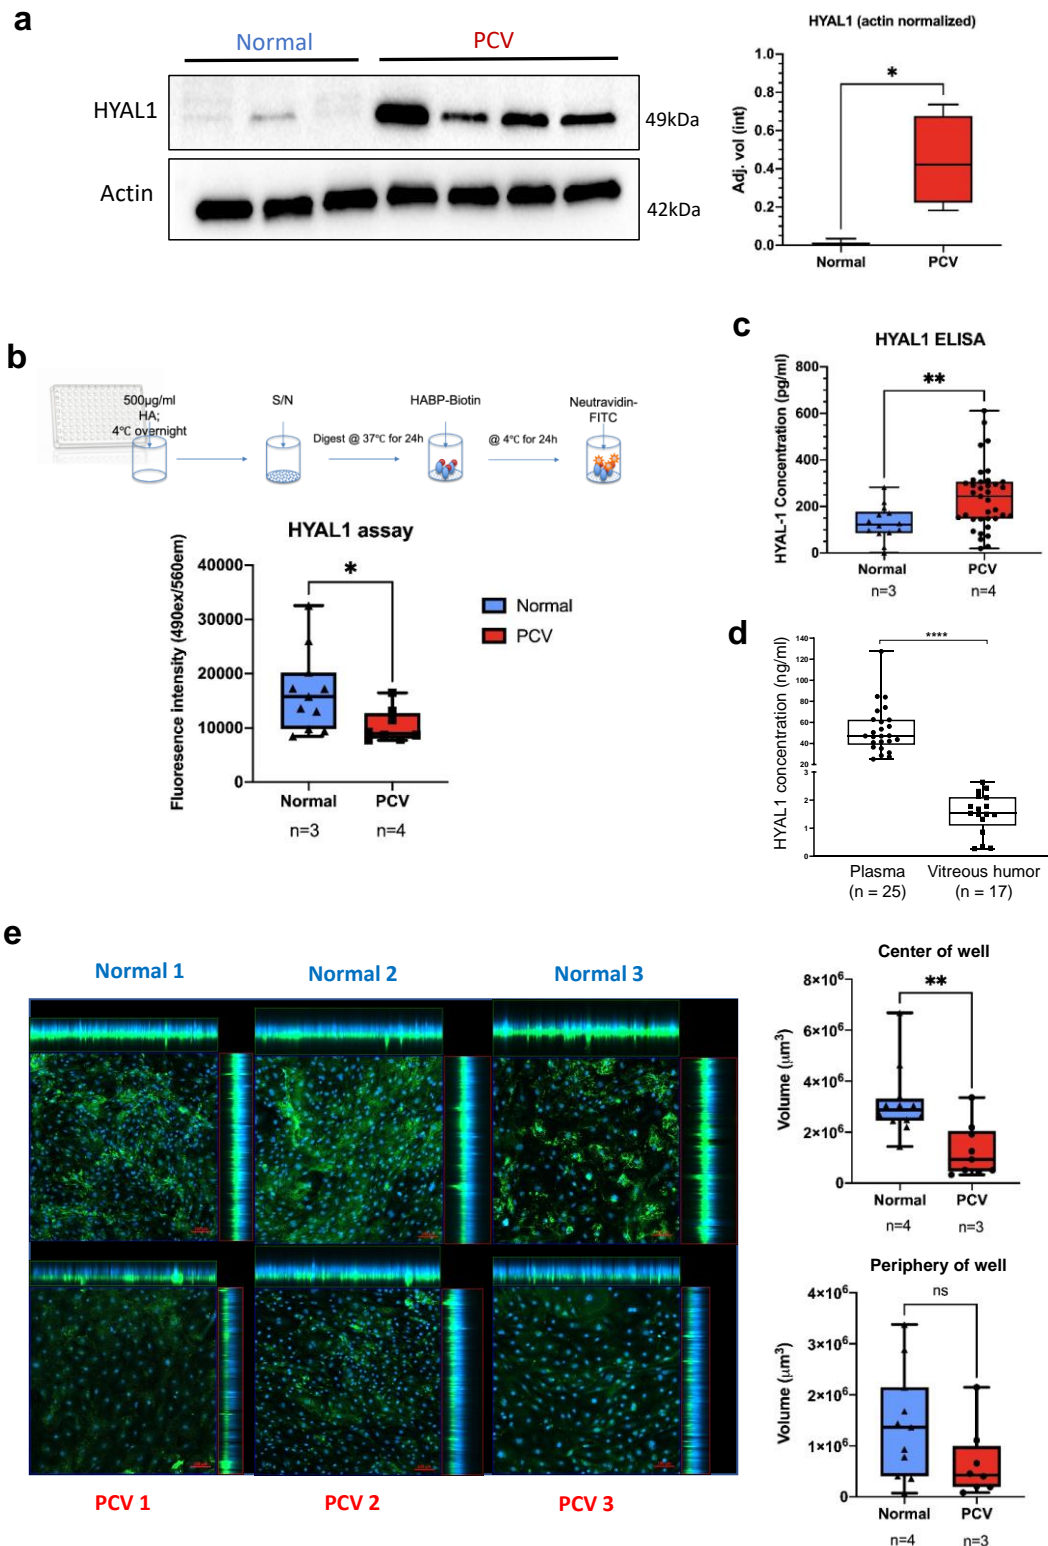 a
Normal
PCV
HYAL1
49kDa
Actin
42kDa
HYAL1 (actin normalized)
*
Adj. vol (int)
1.0
0.8
0.6
0.4
0.2
0.0
Normal
PCV
b
500µg/ml
HA;
4℃ overnight
S/N
Digest @ 37℃ for 24h
HABP-Biotin
@ 4℃ for 24h
Neutravidin-
FITC
HYAL1 assay
*
Fluoresence intensity (490ex/560em)
40000
30000
20000
10000
0
Normal
PCV
n=3
n=4
Normal
PCV
c
HYAL1 ELISA
**
HYAL-1 Concentration (pg/ml)
800
600
400
200
0
Normal
PCV
n=3
n=4
d
****
HYAL1 concentration (ng/ml)
140
120
100
80
60
40
20
3
2
1
0
Plasma
(n = 25)
Vitreous humor
(n = 17)
e
Normal 1
Normal 2
Normal 3
PCV 1
PCV 2
PCV 3
Center of well
**
Volume (µm³)
8×10⁶
6×10⁶
4×10⁶
2×10⁶
0
Normal
PCV
n=4
n=3
Periphery of well
ns
Volume (µm³)
4×10⁶
3×10⁶
2×10⁶
1×10⁶
0
Normal
PCV
n=4
n=3